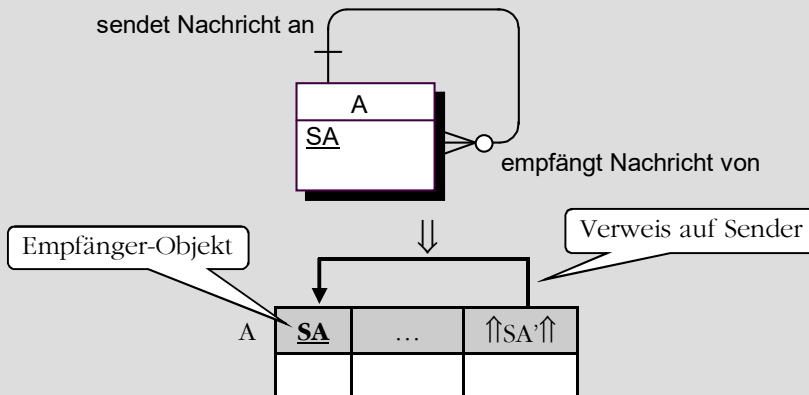 sendet Nachricht an
A
SA
empfängt Nachricht von
⇓
Empfänger-Objekt
Verweis auf Sender
A SA … ⇑SA’⇑